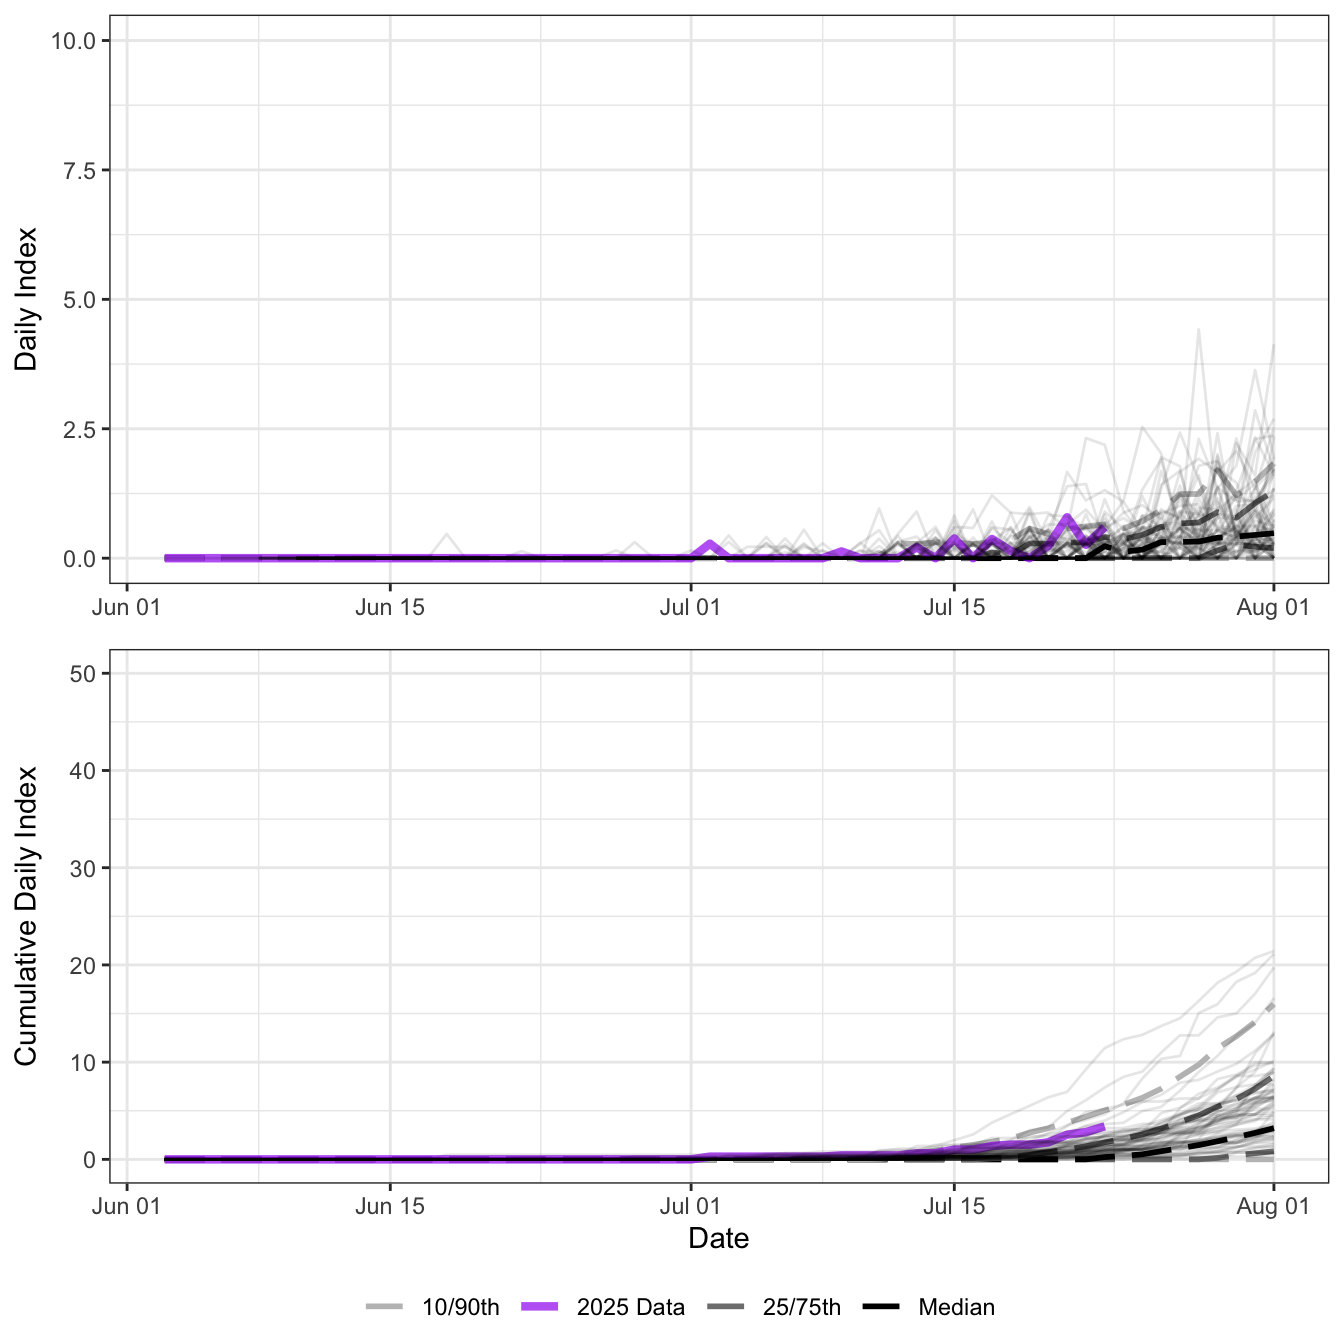 Daily Index
10.0
7.5
5.0
2.5
0.0
Jun 01 Jun 15 Jul 01 Jul 15 Aug 01
Cumulative Daily Index
50
40
30
20
10
0
Jun 01 Jun 15 Jul 01 Jul 15 Aug 01
Date
10/90th 2025 Data 25/75th Median